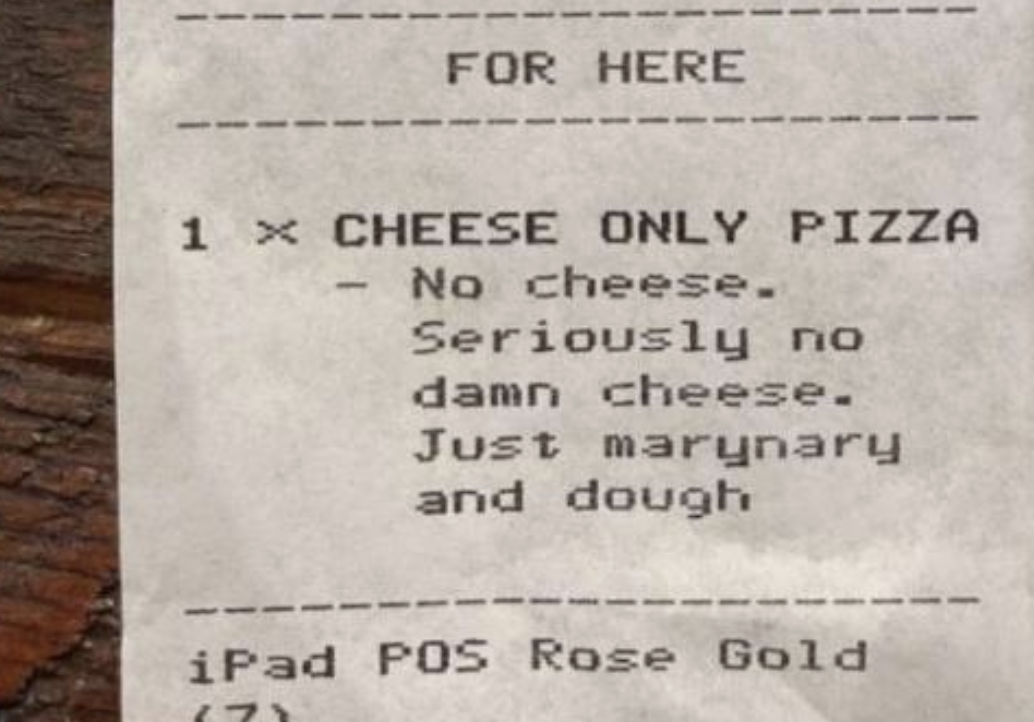 --------------------
FOR HERE
--------------------
1 × CHEESE ONLY PIZZA
- No cheese.
Seriously no
damn cheese.
Just marynary
and dough
--------------------
iPad POS Rose Gold
(7)